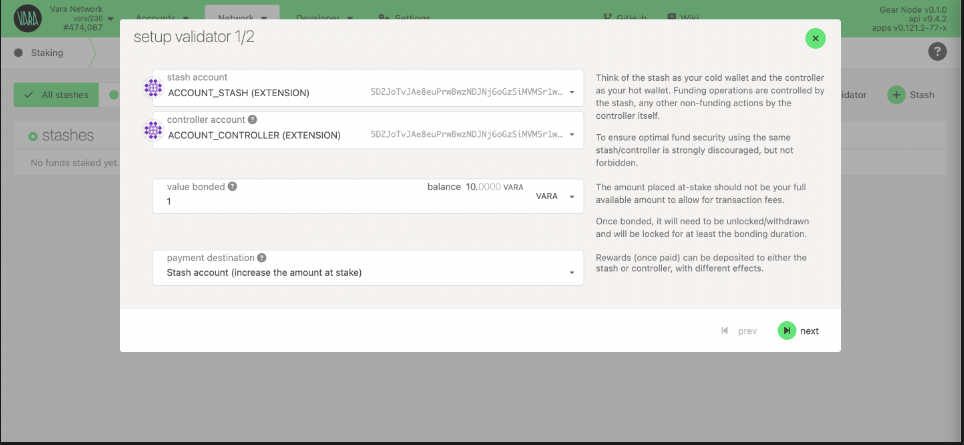 VARA
Vara Network
vara/230
#474,087
Accounts
Network
Developer
Settings
GitHub
Wiki
Gear Node v0.1.0
api v9.4.2
apps v0.121.2-77-x
Staking
?
All stashes
idator
Stash
stashes
No funds staked yet.
setup validator 1/2
stash account
ACCOUNT_STASH (EXTENSION)
controller account ?
ACCOUNT_CONTROLLER (EXTENSION)
Think of the stash as your cold wallet and the controller
as your hot wallet. Funding operations are controlled by
the stash, any other non-funding actions by the
controller itself.
To ensure optimal fund security using the same
stash/controller is strongly discouraged, but not
forbidden.
value bonded ?
balance 10.0000 VARA
1
VARA
The amount placed at-stake should not be your full
available amount to allow for transaction fees.
Once bonded, it will need to be unlocked/withdrawn
and will be locked for at least the bonding duration.
payment destination ?
Stash account (increase the amount at stake)
Rewards (once paid) can be deposited to either the
stash or controller, with different effects.
prev
next